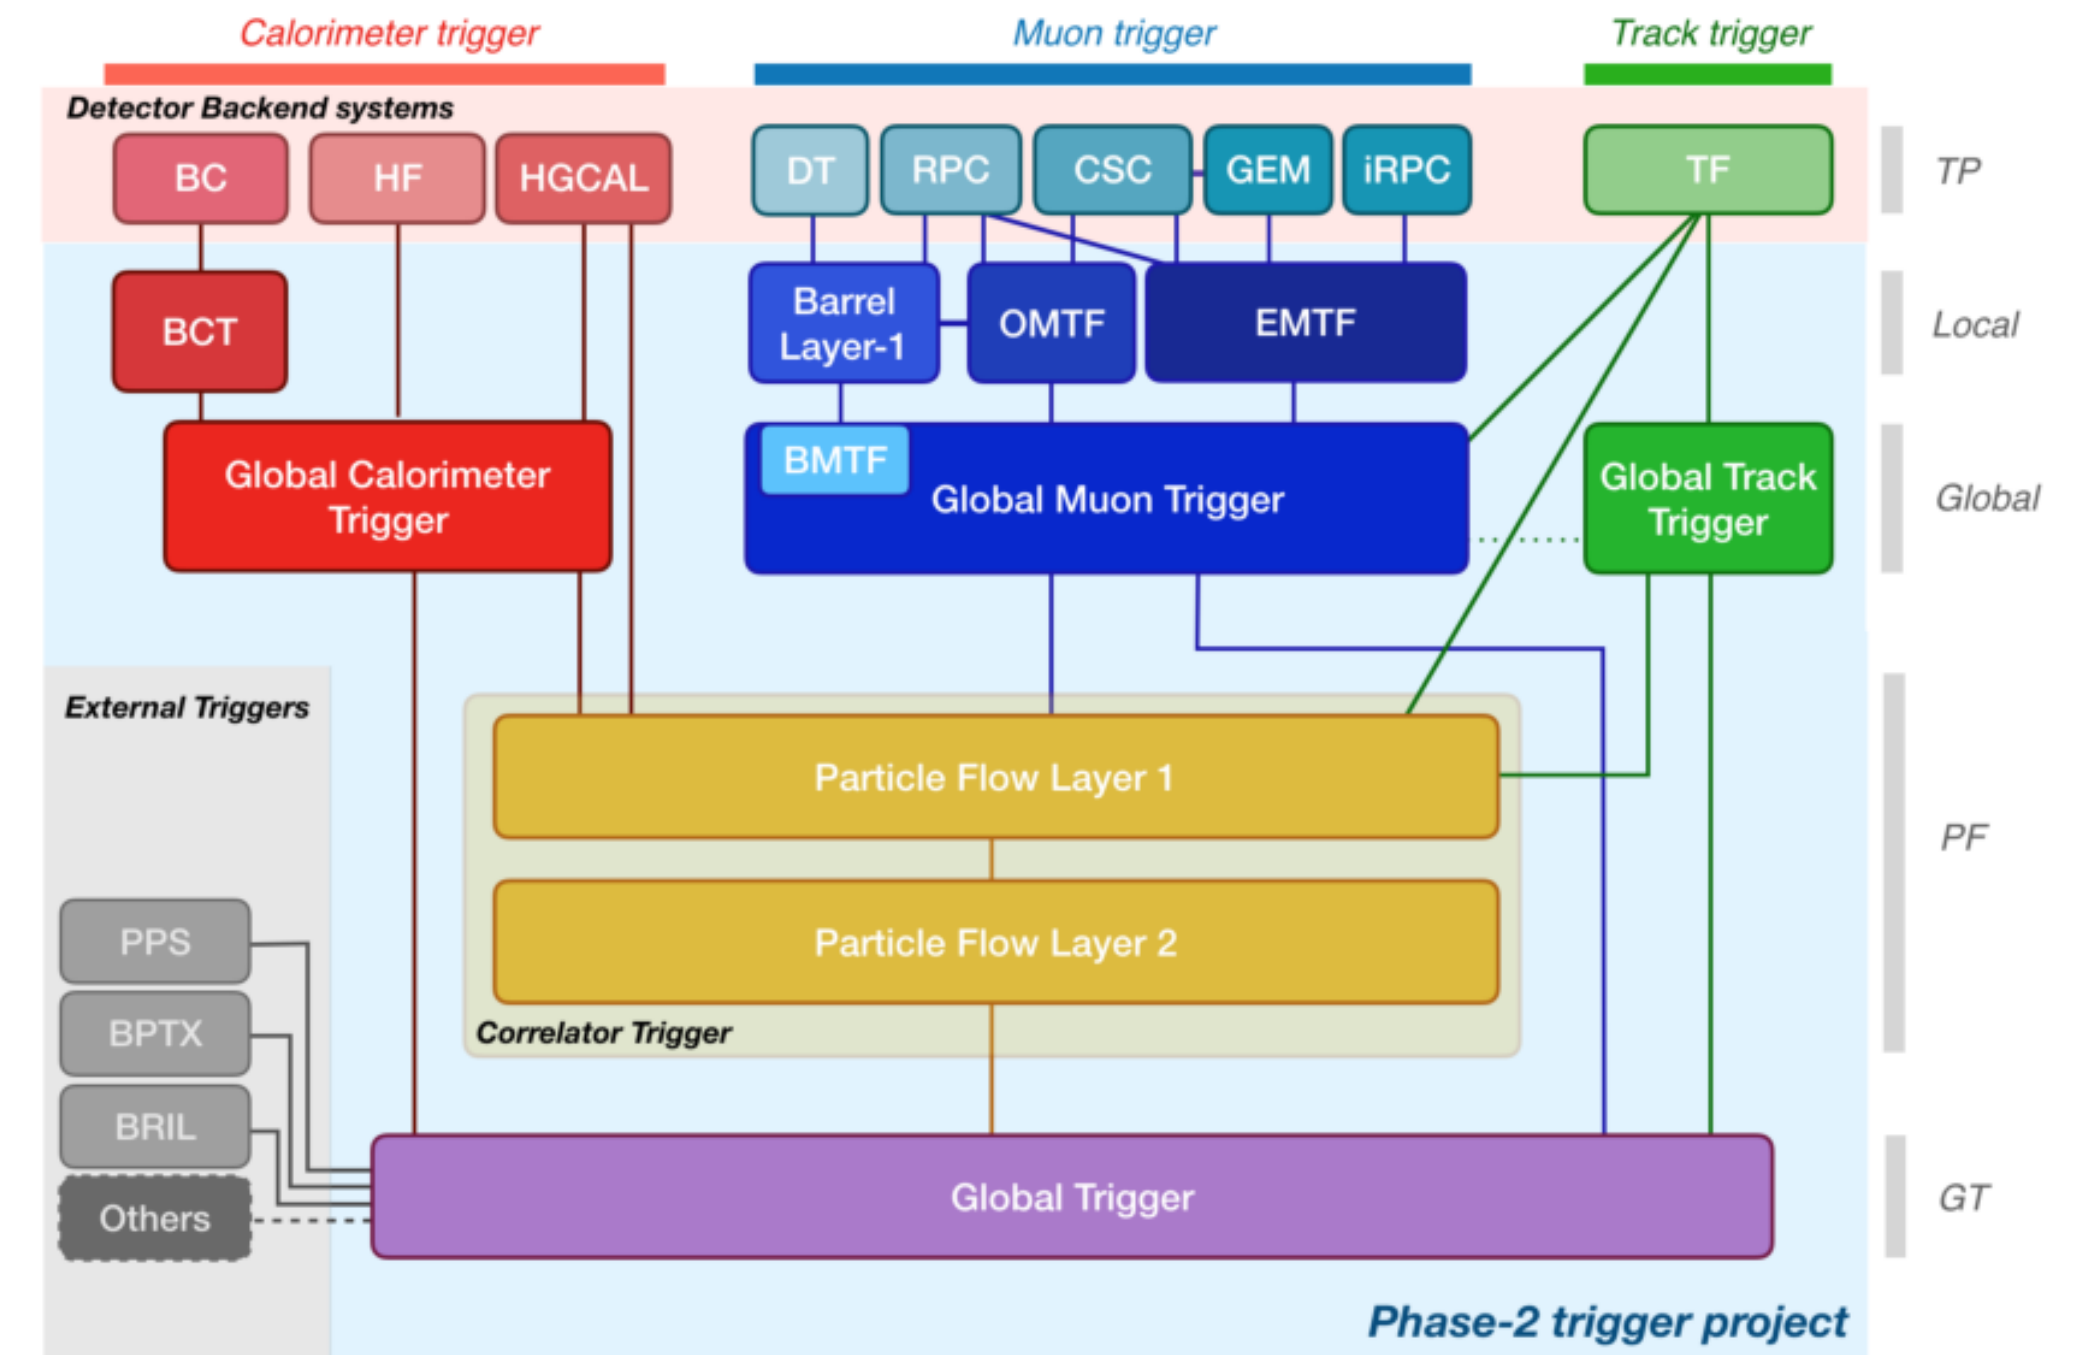 Calorimeter trigger
Muon trigger
Track trigger
Detector Backend systems
BC
HF
HGCAL
DT
RPC
CSC
GEM
iRPC
TF
TP
BCT
Barrel
Layer-1
OMTF
EMTF
Local
Global Calorimeter
Trigger
BMTF
Global Muon Trigger
Global Track
Trigger
Global
External Triggers
Particle Flow Layer 1
PF
Particle Flow Layer 2
Correlator Trigger
PPS
BPTX
BRIL
Others
Global Trigger
GT
Phase-2 trigger project